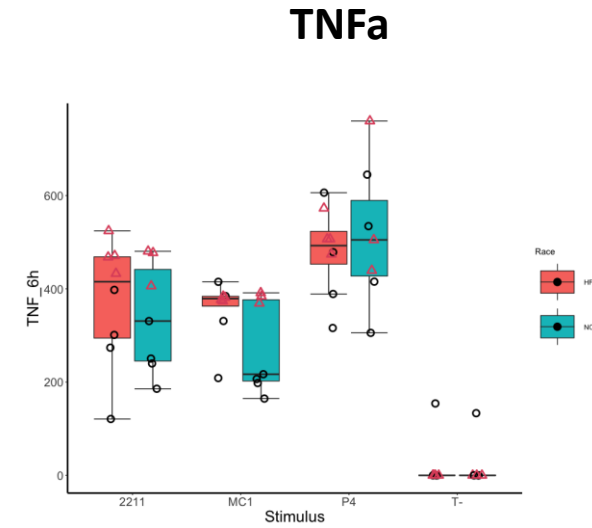 TNFa
TNF_6h
600
400
200
0
2211
MC1
P4
T-
Stimulus
Race